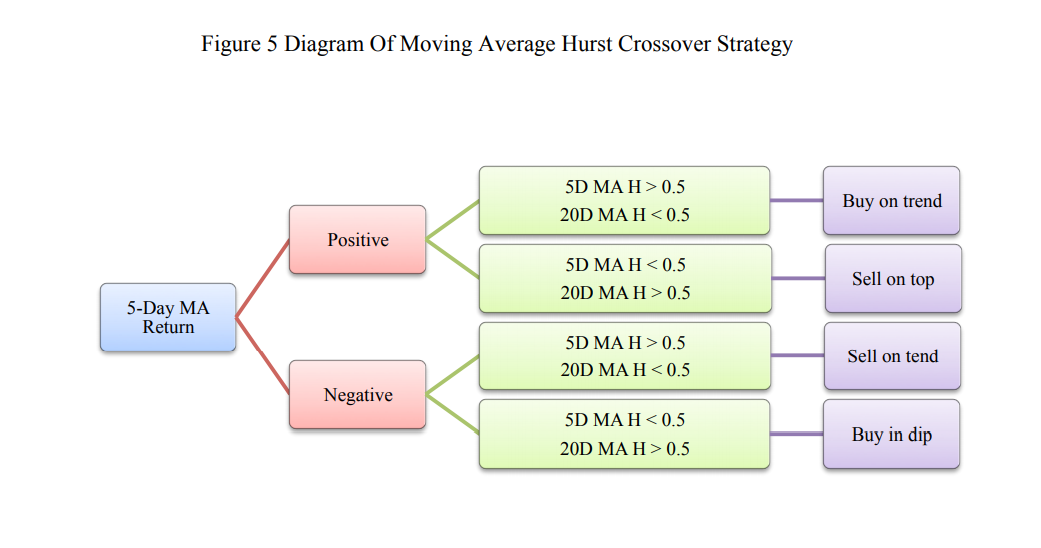 Figure 5 Diagram Of Moving Average Hurst Crossover Strategy
5-Day MA
Return
Positive
Negative
5D MA H > 0.5
20D MA H < 0.5
Buy on trend
5D MA H < 0.5
20D MA H > 0.5
Sell on top
5D MA H > 0.5
20D MA H < 0.5
Sell on tend
5D MA H < 0.5
20D MA H > 0.5
Buy in dip